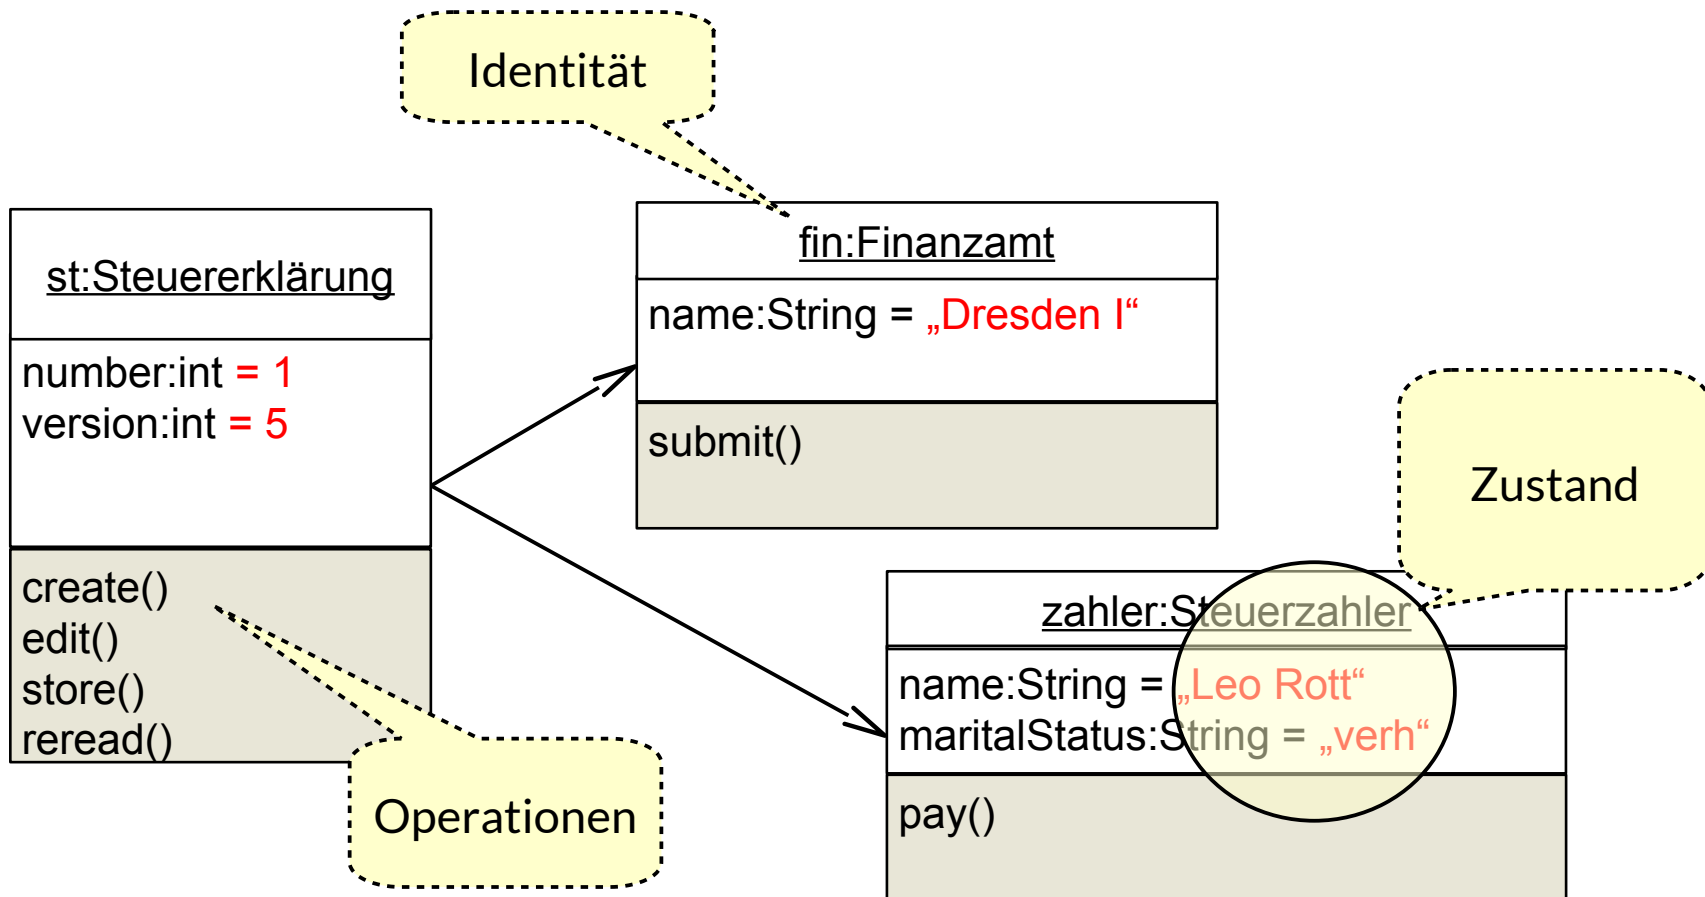 Identität
st:Steuererklärung
number:int = 1
version:int = 5
create()
edit()
store()
reread()
Operationen
fin:Finanzamt
name:String = „Dresden I“
submit()
Zustand
zahler:Steuerzahler
name:String = „Leo Rott“
maritalStatus:String = „verh“
pay()